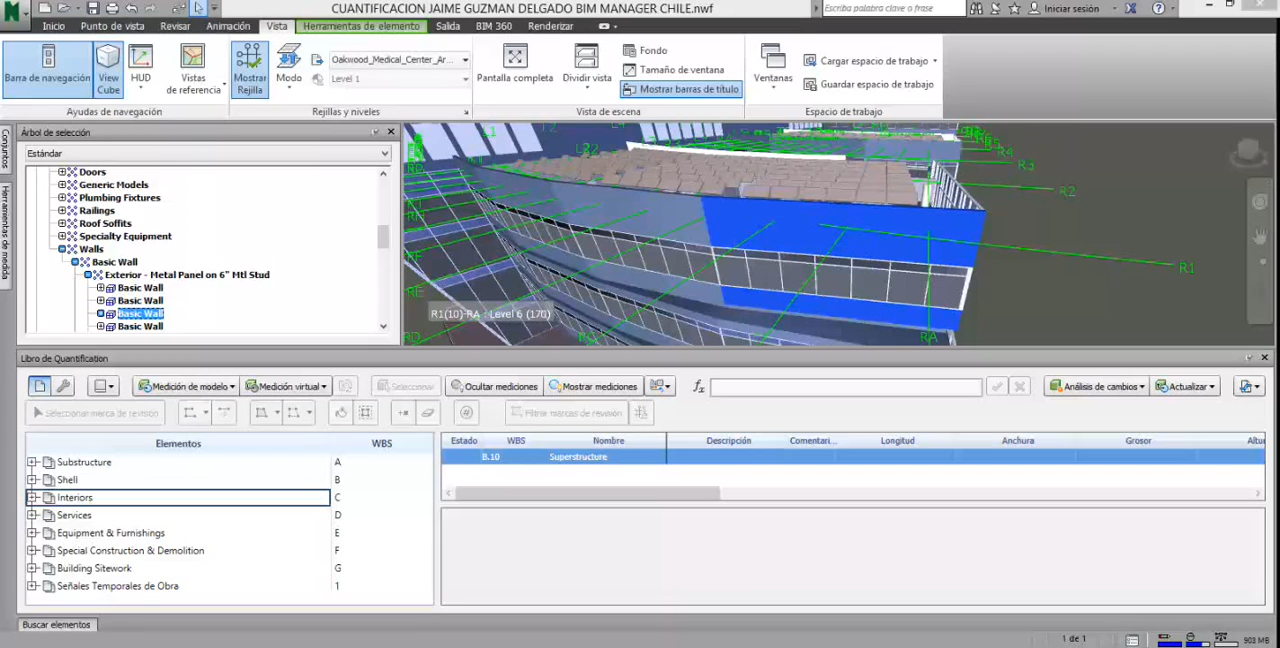 CUANTIFICACION JAIME GUZMAN DELGADO BIM MANAGER CHILE.nwf
Escriba palabra clave o frase
Iniciar sesión
Inicio Punto de vista Revisar Animación Vista Herramientas de elemento Salida BIM 360 Renderizar
Barra de navegación
View Cube
HUD
Vistas de referencia
Mostrar Rejilla
Modo
Oakwood_Medical_Center_Ar...
Level 1
Pantalla completa
Dividir vista
Fondo
Tamaño de ventana
Mostrar barras de título
Ventanas
Cargar espacio de trabajo
Guardar espacio de trabajo
Ayudas de navegación
Rejillas y niveles
Vista de escena
Espacio de trabajo
Conjuntos
Herramientas de medida
Árbol de selección
Estándar
Doors
Generic Models
Plumbing Fixtures
Railings
Roof Soffits
Specialty Equipment
Walls
Basic Wall
Exterior - Metal Panel on 6" Mtl Stud
Basic Wall
Basic Wall
Basic Wall
Basic Wall
R3
R2
R1
RE
RD
RA
R1(10)-RA : Level 6 (170)
Libro de Quantification
Medición de modelo Medición virtual Seleccionar Ocultar mediciones Mostrar mediciones fx Análisis de cambios Actualizar
Seleccionar marca de revisión Filtrar marcas de revisión
Elementos WBS
Substructure A
Shell B
Interiors C
Services D
Equipment & Furnishings E
Special Construction & Demolition F
Building Sitework G
Señales Temporales de Obra 1
Estado WBS Nombre Descripción Comentari... Longitud Anchura Grosor Altur
B.10 Superstructure
Buscar elementos
1 de 1
903 MB